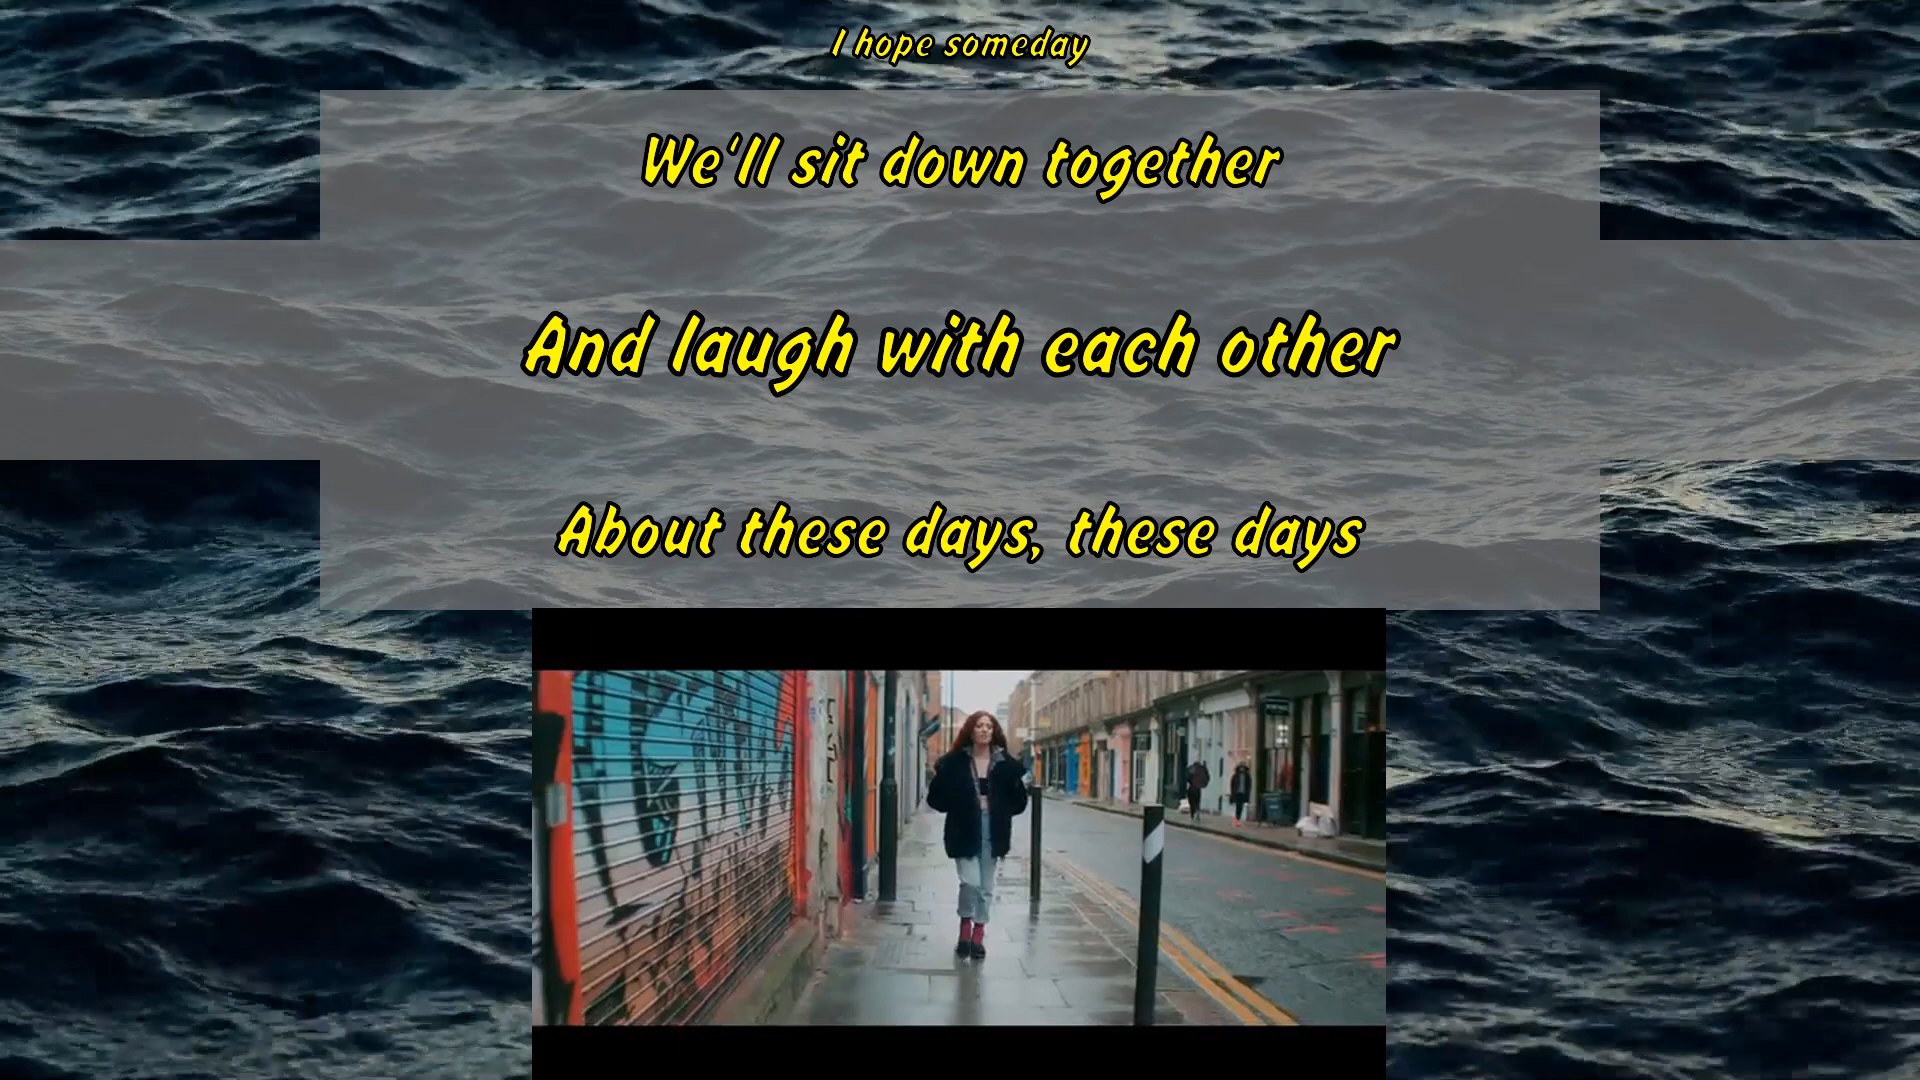 I hope someday
We'll sit down together
And laugh with each other
About these days, these days